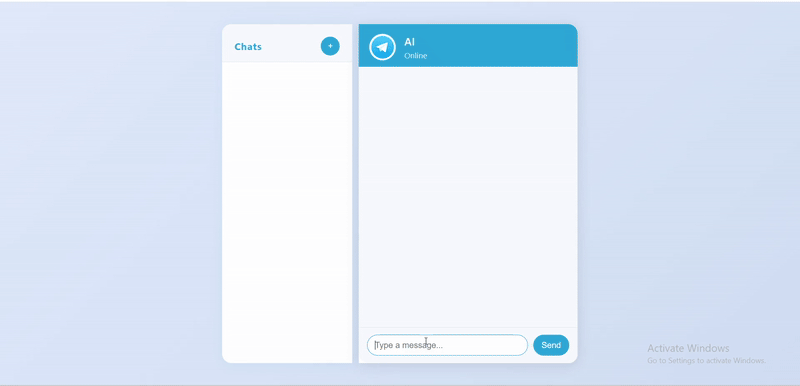 Chats
+
AI
Online
Type a message...
Send
Activate Windows
Go to Settings to activate Windows.